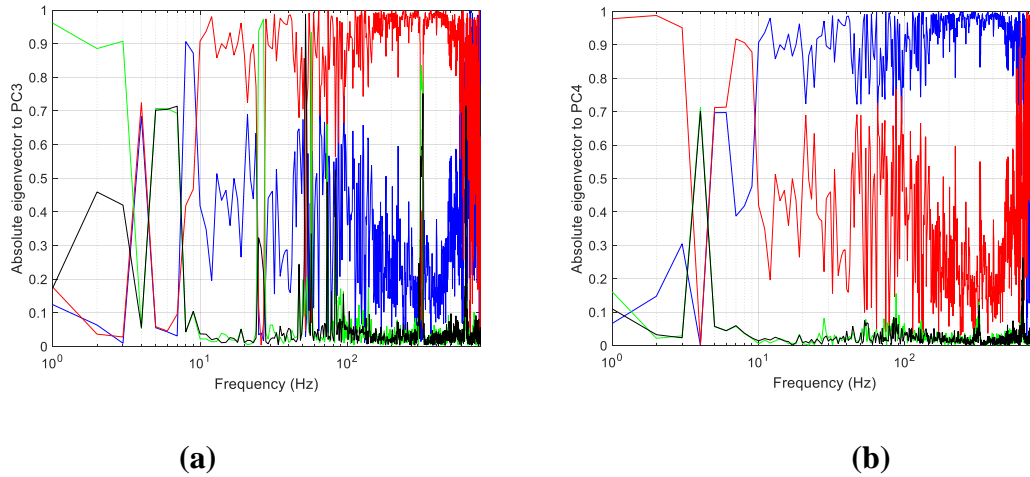 Absolute eigenvector to PC3
1
0.9
0.8
0.7
0.6
0.5
0.4
0.3
0.2
0.1
0
10^0 10^1 10^2
Frequency (Hz)
(a)
Absolute eigenvector to PC4
1
0.9
0.8
0.7
0.6
0.5
0.4
0.3
0.2
0.1
0
10^0 10^1 10^2
Frequency (Hz)
(b)